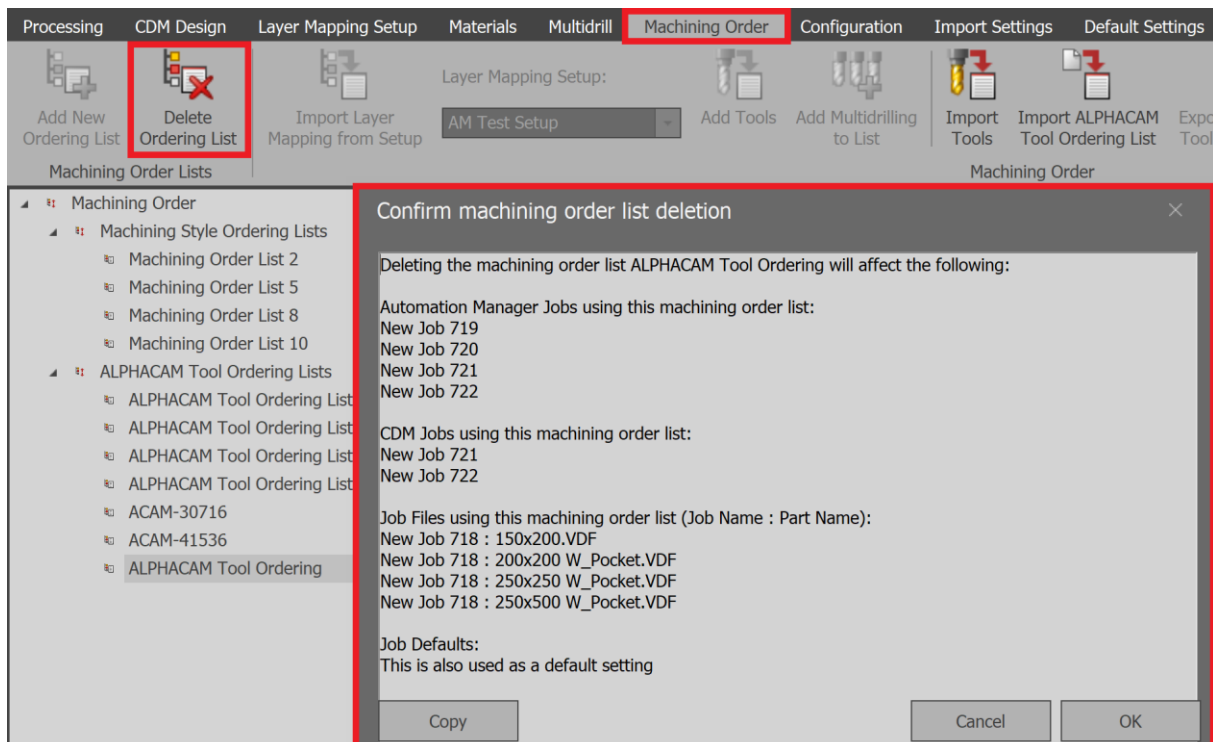 Processing CDM Design Layer Mapping Setup Materials Multidrill Machining Order Configuration Import Settings Default Settings
Add New
Ordering List
Delete
Ordering List
Machining Order Lists
Import Layer
Mapping from Setup
Layer Mapping Setup:
AM Test Setup
Add Tools
Add Multidrilling
to List
Import
Tools
Import ALPHACAM
Tool Ordering List
Machining Order
Machining Order
Machining Style Ordering Lists
Machining Order List 2
Machining Order List 5
Machining Order List 8
Machining Order List 10
ALPHACAM Tool Ordering Lists
ALPHACAM Tool Ordering List
ALPHACAM Tool Ordering List
ALPHACAM Tool Ordering List
ALPHACAM Tool Ordering List
ACAM-30716
ACAM-41536
ALPHACAM Tool Ordering
Confirm machining order list deletion
Deleting the machining order list ALPHACAM Tool Ordering will affect the following:
Automation Manager Jobs using this machining order list:
New Job 719
New Job 720
New Job 721
New Job 722
CDM Jobs using this machining order list:
New Job 721
New Job 722
Job Files using this machining order list (Job Name : Part Name):
New Job 718 : 150x200.VDF
New Job 718 : 200x200 W_Pocket.VDF
New Job 718 : 250x250 W_Pocket.VDF
New Job 718 : 250x500 W_Pocket.VDF
Job Defaults:
This is also used as a default setting
Copy Cancel OK